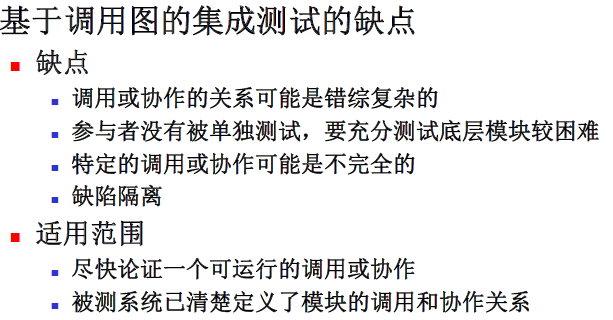 基于调用图的集成测试的缺点
缺点
调用或协作的关系可能是错综复杂的
参与者没有被单独测试，要充分测试底层模块较困难
特定的调用或协作可能是不完全的
缺陷隔离
适用范围
尽快论证一个可运行的调用或协作
被测系统已清楚定义了模块的调用和协作关系